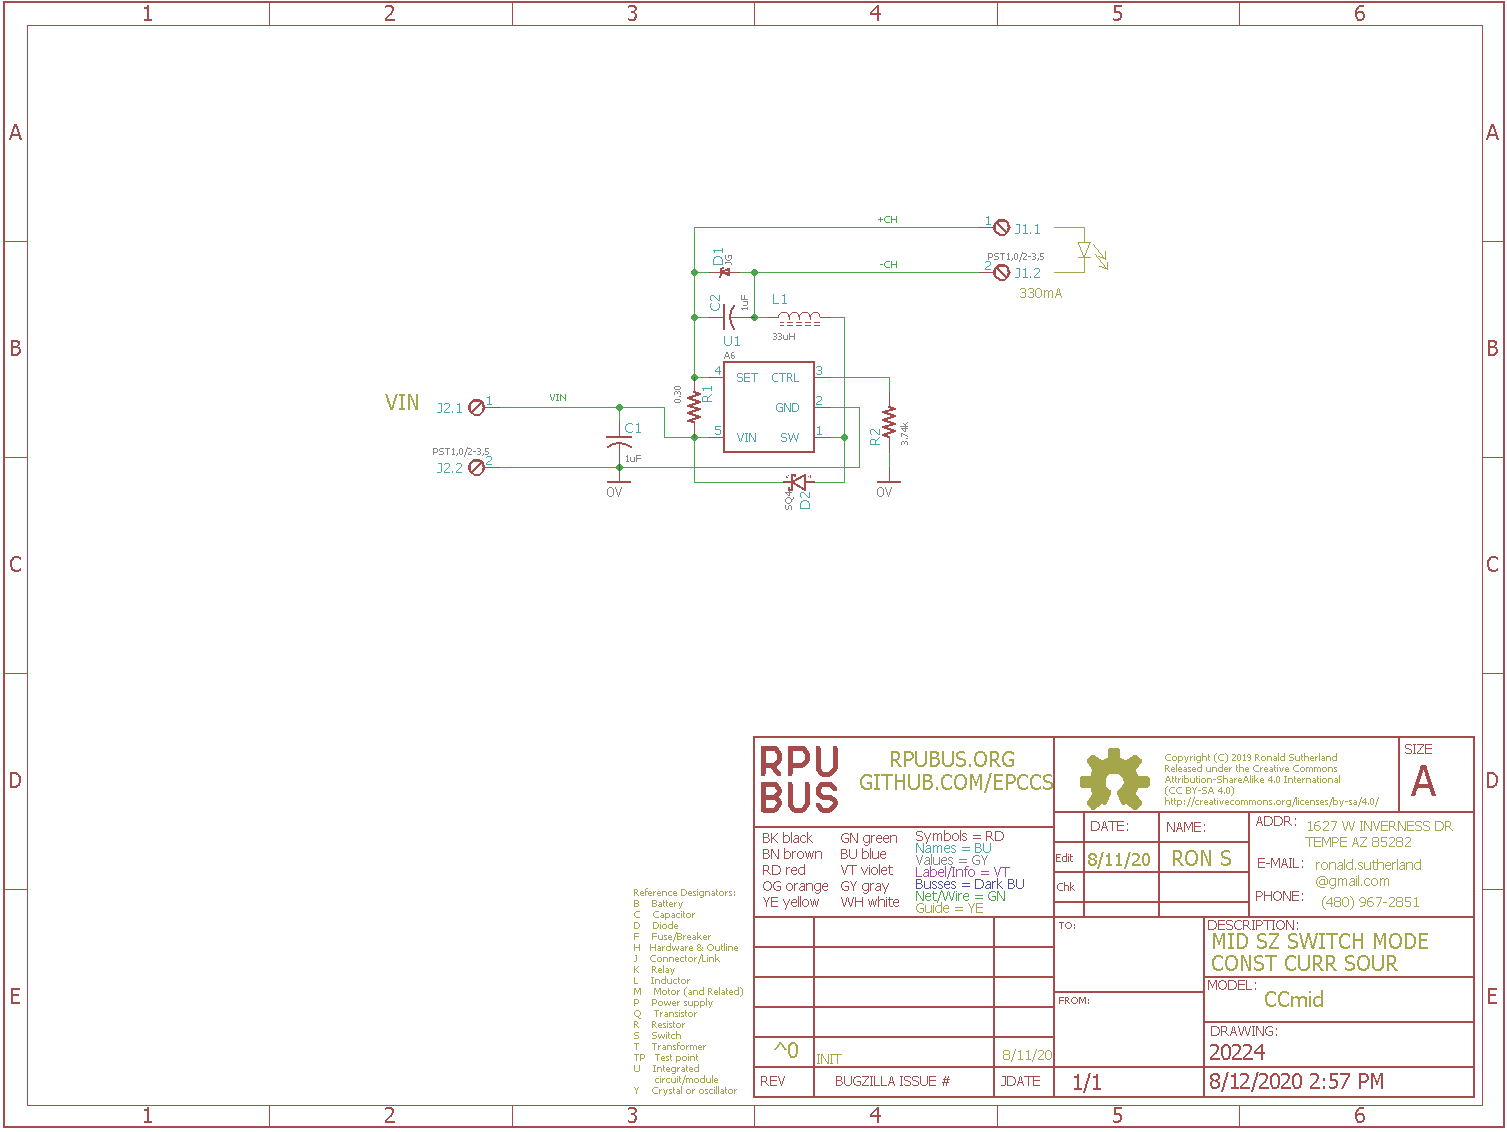 1 2 3 4 5 6
A A
B B
C C
D D
E E
+CH
1 J1.1
D1
JG
-CH
PST1,0/2-3,5
2 J1.2
330mA
C2
1uF
L1
33uH
U1
A6
4 SET CTRL 3
0.30
R1
GND 2
5 VIN SW 1
VIN
J2.1 1
VIN
C1
1uF
PST1,0/2-3,5
J2.2 2
0V
R2
3.74k
0V
SQ4
D2
RPU
BUS
RPUBUS.ORG
GITHUB.COM/EPCCS
Copyright (C) 2019 Ronald Sutherland
Released under the Creative Commons
Attribution-ShareAlike 4.0 International
(CC BY-SA 4.0)
http://creativecommons.org/licenses/by-sa/4.0/
SIZE
A
BK black GN green
BN brown BU blue
RD red VT violet
OG orange GY gray
YE yellow WH white
Symbols = RD
Names = BU
Values = GY
Label/Info = VT
Busses = Dark BU
Net/Wire = GN
Guide = YE
DATE: NAME:
Edit 8/11/20 RON S
Chk
ADDR: 1627 W INVERNESS DR
TEMPE AZ 85282
E-MAIL: ronald.sutherland
@gmail.com
PHONE: (480) 967-2851
Reference Designators:
B Battery
C Capacitor
D Diode
F Fuse/Breaker
H Hardware & Outline
J Connector/Link
K Relay
L Inductor
M Motor (and Related)
P Power supply
Q Transistor
R Resistor
S Switch
T Transformer
TP Test point
U Integrated
circuit/module
Y Crystal or oscillator
TO:
FROM:
DESCRIPTION:
MID SZ SWITCH MODE
CONST CURR SOUR
MODEL:
CCmid
DRAWING:
20224
^0 INIT 8/11/20
REV BUGZILLA ISSUE # JDATE
1/1
8/12/2020 2:57 PM
1 2 3 4 5 6